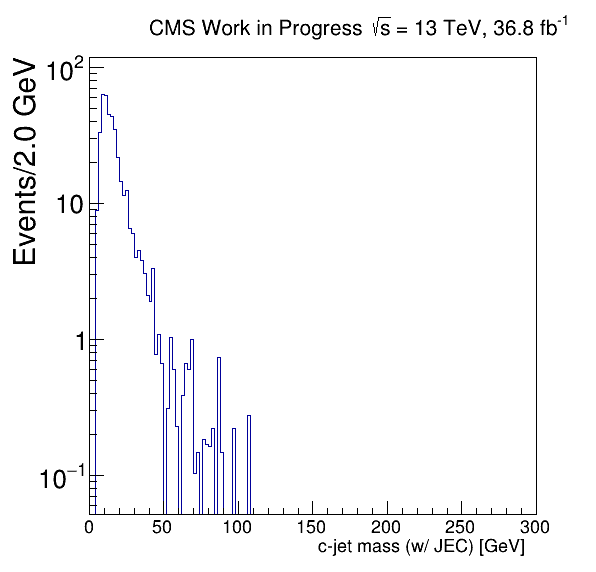 CMS Work in Progress √s = 13 TeV, 36.8 fb⁻¹
Events/2.0 GeV
10²
10
1
10⁻¹
0 50 100 150 200 250 300
c-jet mass (w/ JEC) [GeV]